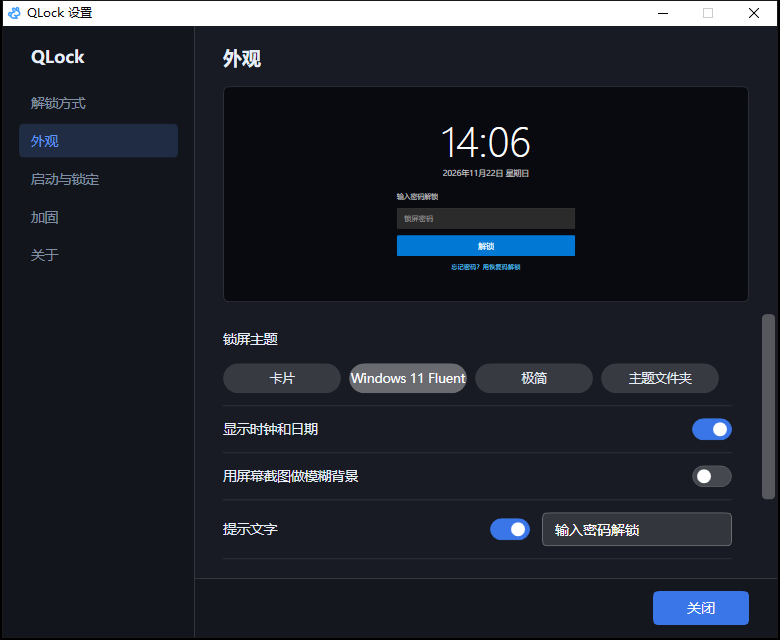 QLock 设置
QLock
解锁方式
外观
启动与锁定
加固
关于
外观
14:06
2026年11月22日 星期日
输入密码解锁
锁屏密码
解锁
忘记密码？用恢复码解锁
锁屏主题
卡片
Windows 11 Fluent
极简
主题文件夹
显示时钟和日期
用屏幕截图做模糊背景
提示文字
输入密码解锁
关闭